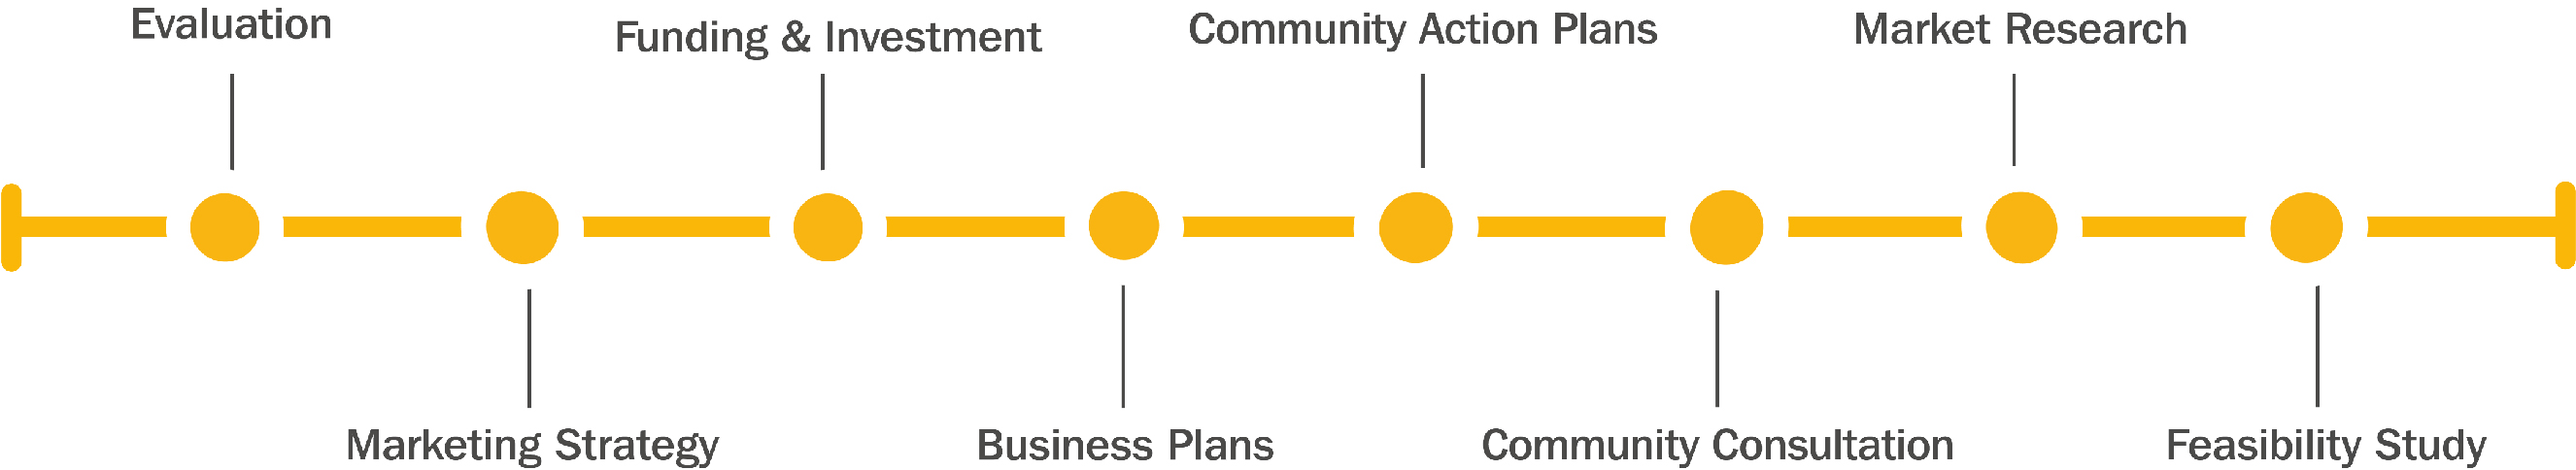 Evaluation
Funding & Investment
Community Action Plans
Market Research
Marketing Strategy
Business Plans
Community Consultation
Feasibility Study